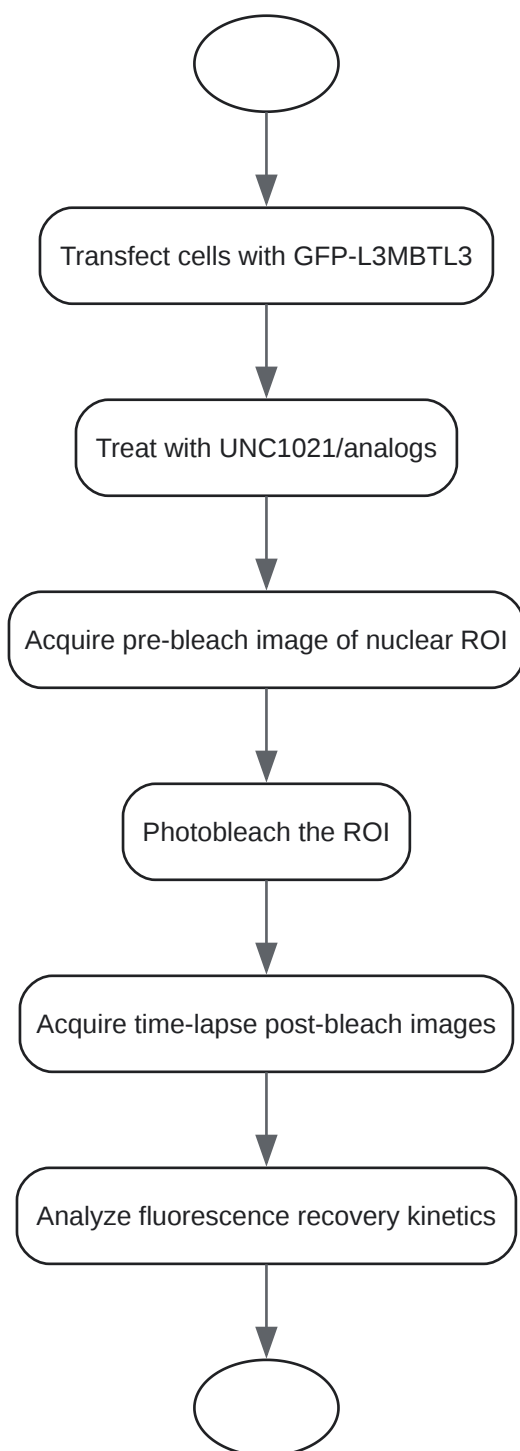 Transfect cells with GFP-L3MBTL3
Treat with UNC1021/analogs
Acquire pre-bleach image of nuclear ROI
Photobleach the ROI
Acquire time-lapse post-bleach images
Analyze fluorescence recovery kinetics